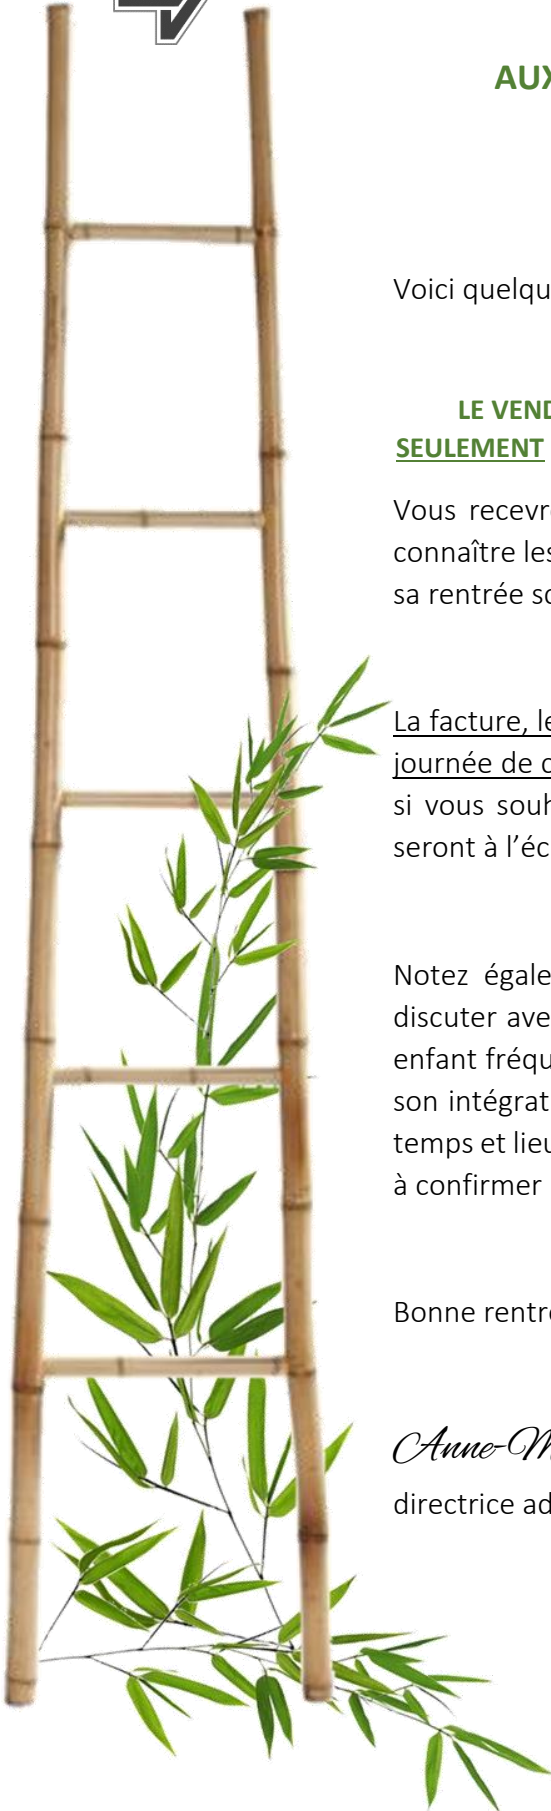 AUX
Voici quelqu
LE VEND
SEULEMENT
Vous recevr
connaître les
sa rentrée sc
La facture, le
journée de c
si vous souh
seront à l’éc
Notez égale
discuter ave
enfant fréqu
son intégrat
temps et lieu
à confirmer
Bonne rentré
Anne-M
directrice ad